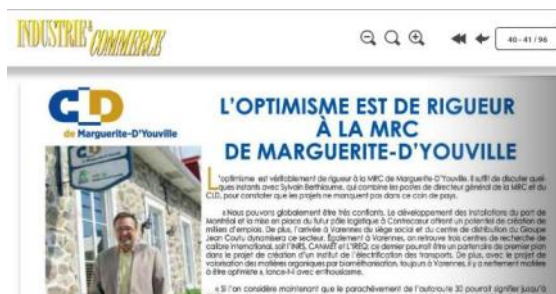 INDUSTRIE & COMMERCE
40 - 41 / 96
CLD
de Marguerite-D'Youville
L'OPTIMISME EST DE RIGUEUR
À LA MRC
DE MARGUERITE-D'YOUVILLE
L'optimisme est véritablement de rigueur à la MRC de Marguerite-D'Youville. Il suffit de discuter quel-
ques instants avec Sylvain Berthiaume, qui combine les postes de directeur général de la MRC et du
CLD, pour constater que les projets ne manquent pas dans ce coin de pays.
« Nous pouvons globalement être très confiants. Le développement des installations du port de
Montréal et la mise en place du futur pôle logistique à Contrecœur offrent un potentiel de création de
milliers d'emplois. De plus, l'arrivée à Varennes du siège social et du centre de distribution du Groupe
Jean Coutu dynamisera ce secteur. Également à Varennes, on retrouve trois centres de recherche de
calibre international, soit l'INRS, CANMET et L'IREQ; ce dernier pourrait être un partenaire de premier plan
dans le projet de création d'un institut de l'électrification des transports. De plus, avec le projet de
valorisation des matières organiques par biométhanisation, toujours à Varennes, il y a nettement matière
à être optimiste », lance-t-il avec enthousiasme.
« Si l'on considère maintenant que le parachèvement de l'autoroute 30 pourrait signifier jusqu'à